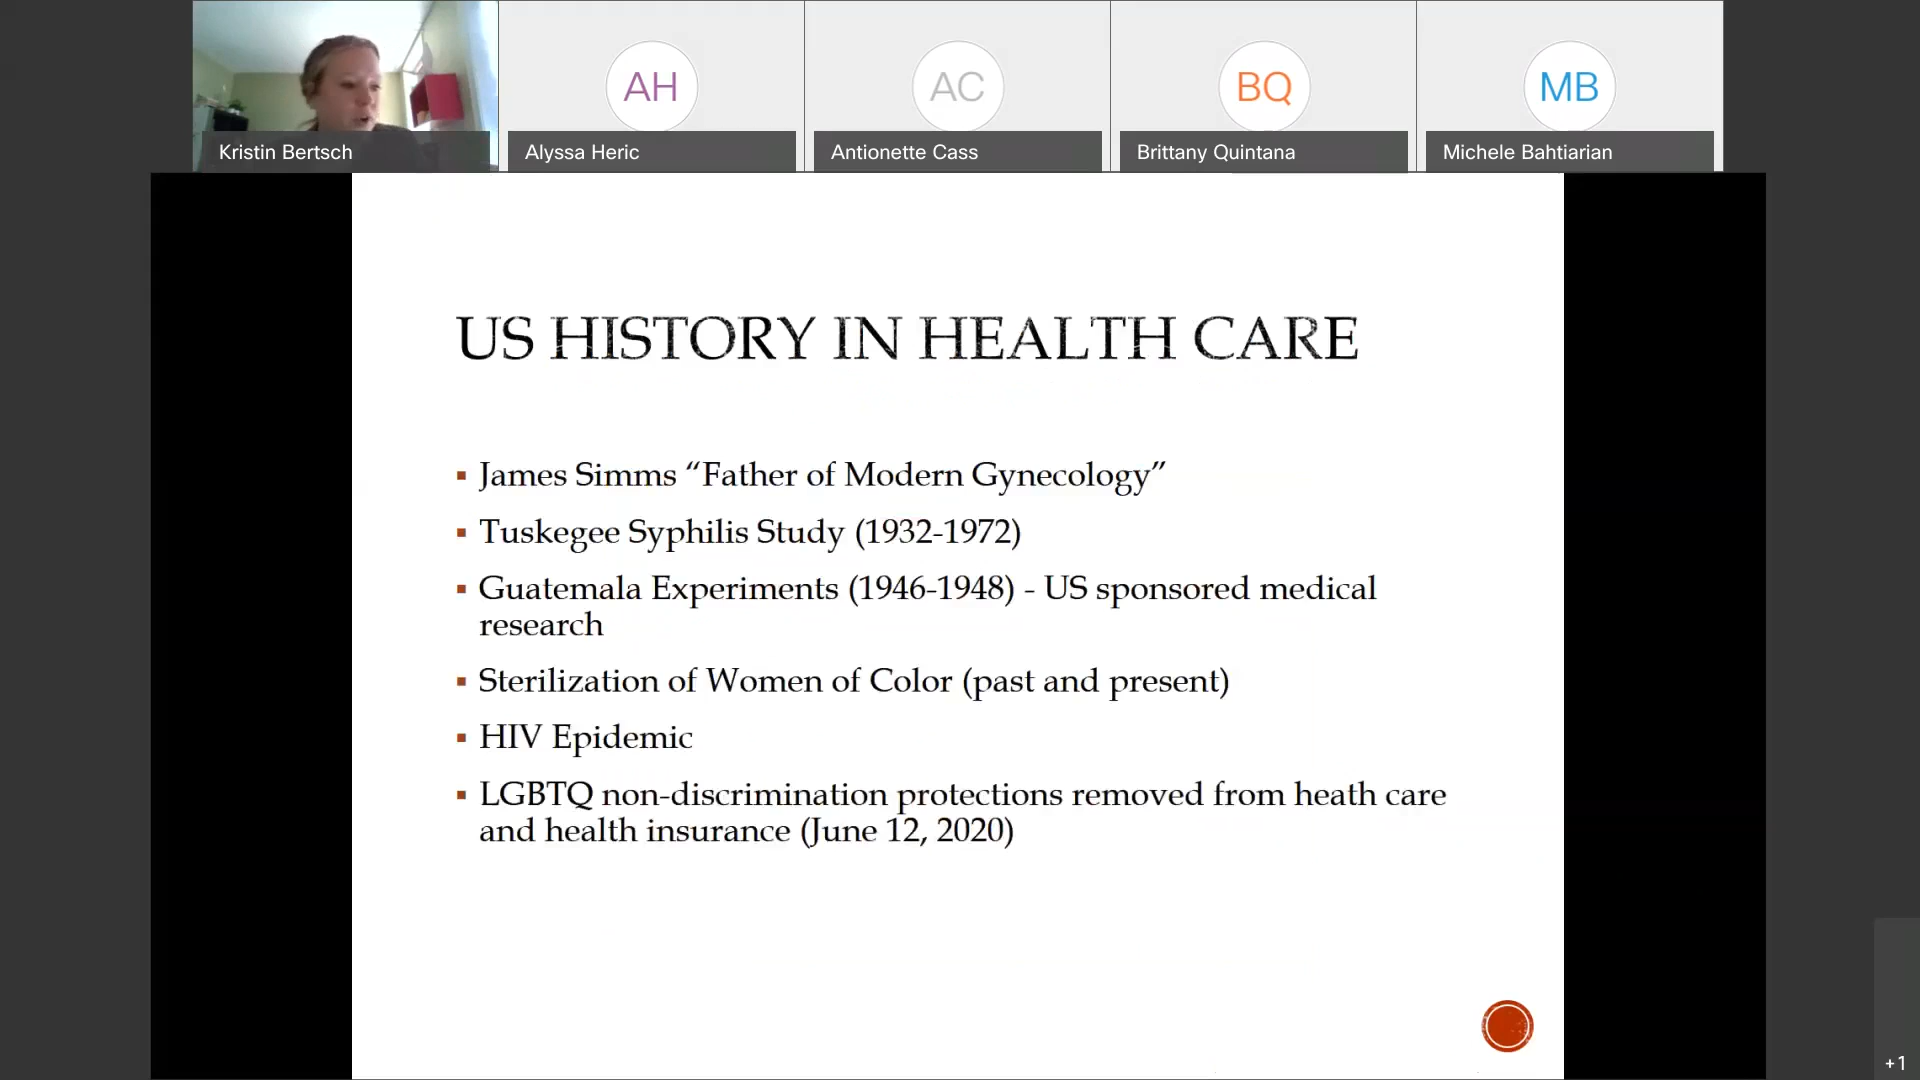 AH
AC
BQ
MB
Kristin Bertsch
Alyssa Heric
Antionette Cass
Brittany Quintana
Michele Bahtiarian
US HISTORY IN HEALTH CARE
▪ James Simms “Father of Modern Gynecology”
▪ Tuskegee Syphilis Study (1932-1972)
▪ Guatemala Experiments (1946-1948) - US sponsored medical
research
▪ Sterilization of Women of Color (past and present)
▪ HIV Epidemic
▪ LGBTQ non-discrimination protections removed from heath care
and health insurance (June 12, 2020)
+1